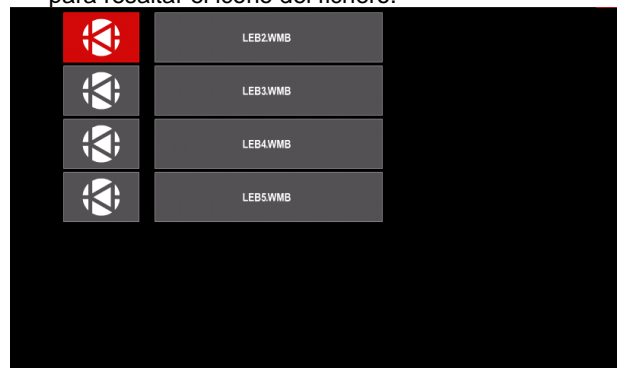 para resaltar el icono del fichero.
LEB2.WMB
LEB3.WMB
LEB4.WMB
LEB5.WMB